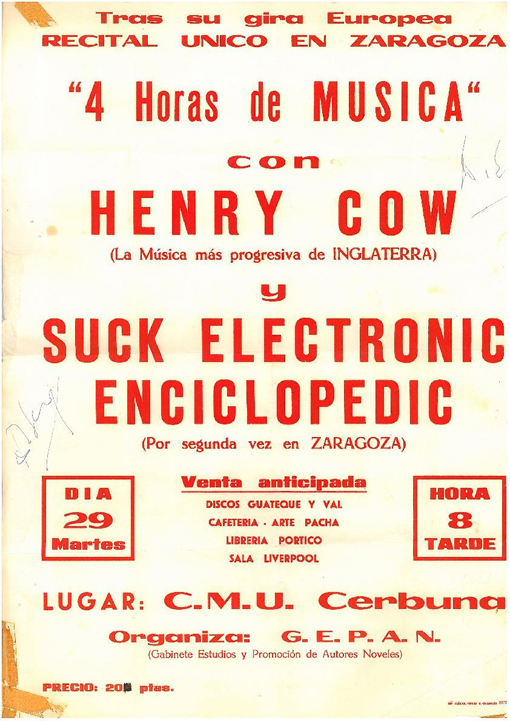 Tras su gira Europea
RECITAL UNICO EN ZARAGOZA
"4 Horas de MUSICA"
con
HENRY COW
(La Música más progresiva de INGLATERRA)
y
SUCK ELECTRONIC
ENCICLOPEDIC
(Por segunda vez en ZARAGOZA)
DIA
29
Martes
Venta anticipada
DISCOS GUATEQUE Y VAL
CAFETERIA - ARTE PACHA
LIBRERIA PORTICO
SALA LIVERPOOL
HORA
8
TARDE
LUGAR: C.M.U. Cerbuna
Organiza: G. E. P. A. N.
(Gabinete Estudios y Promoción de Autores Noveles)
PRECIO: ptas.